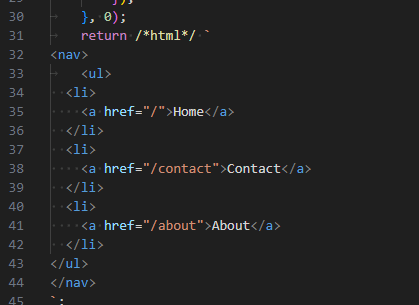 29 });
30 }, 0);
31 return /*html*/ `
32 <nav>
33 <ul>
34 <li>
35 <a href="/">Home</a>
36 </li>
37 <li>
38 <a href="/contact">Contact</a>
39 </li>
40 <li>
41 <a href="/about">About</a>
42 </li>
43 </ul>
44 </nav>
45 `;